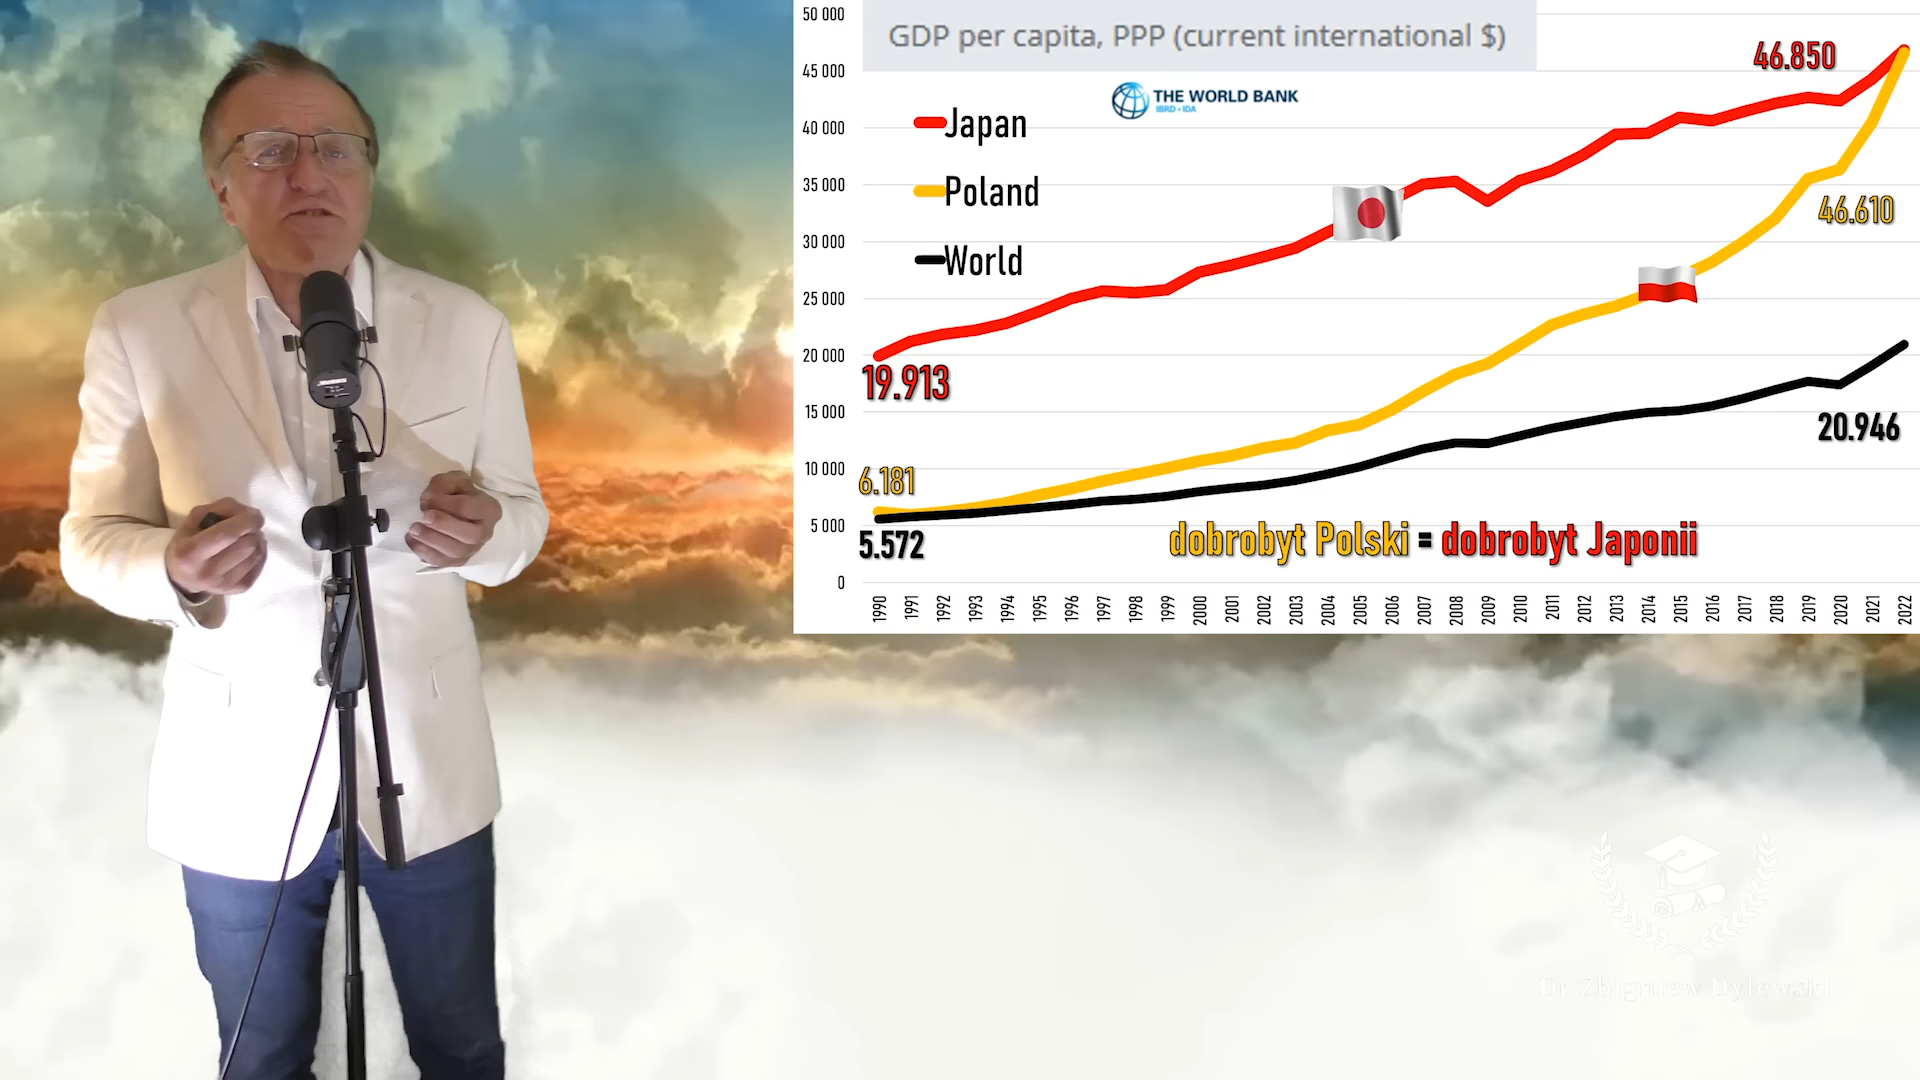 GDP per capita, PPP (current international $)
THE WORLD BANK
IBRD • IDA
Japan
Poland
World
50 000
45 000
40 000
35 000
30 000
25 000
20 000
15 000
10 000
5 000
0
46.850
46.610
19.913
20.946
6.181
5.572
dobrobyt Polski = dobrobyt Japonii
1990 1991 1992 1993 1994 1995 1996 1997 1998 1999 2000 2001 2002 2003 2004 2005 2006 2007 2008 2009 2010 2011 2012 2013 2014 2015 2016 2017 2018 2019 2020 2021 2022
Dr Zbigniew Dylewski